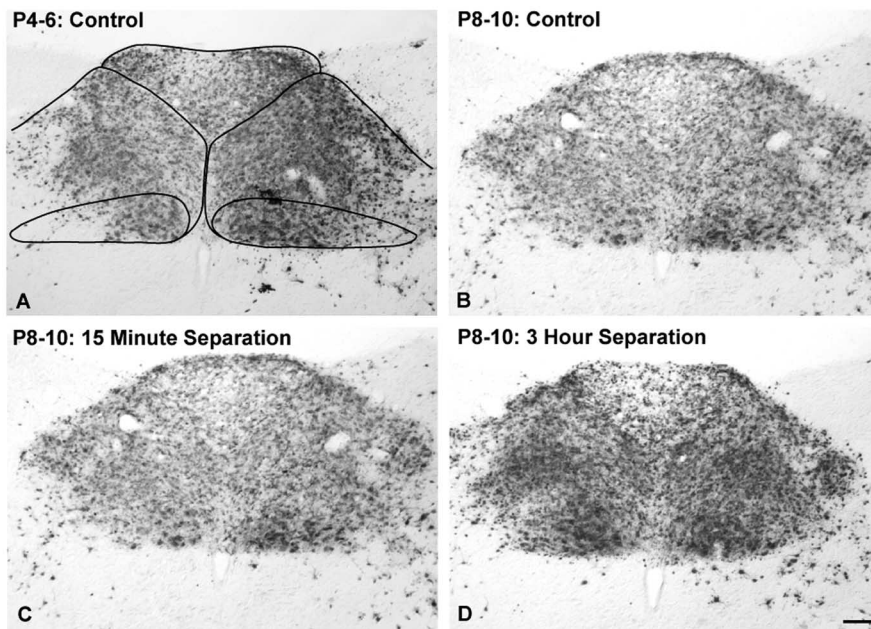 P4-6: Control
P8-10: Control
A
B
P8-10: 15 Minute Separation
P8-10: 3 Hour Separation
C
D